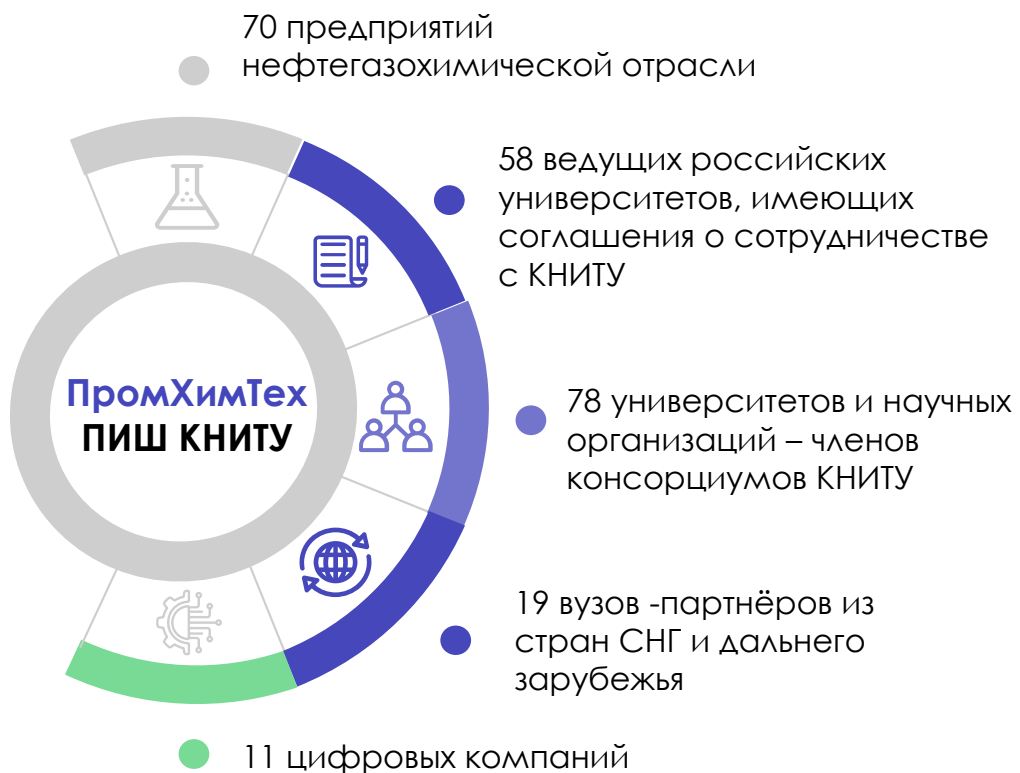 70 предприятий
нефтегазохимической отрасли
58 ведущих российских
университетов, имеющих
соглашения о сотрудничестве
с КНИТУ
ПромХимТех
ПИШ КНИТУ
78 университетов и научных
организаций – членов
консорциумов КНИТУ
19 вузов -партнёров из
стран СНГ и дальнего
зарубежья
11 цифровых компаний